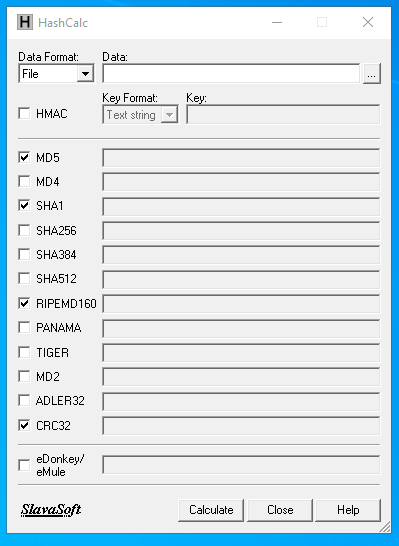 H HashCalc
Data Format: Data:
File ...
HMAC Key Format: Key:
Text string
MD5
MD4
SHA1
SHA256
SHA384
SHA512
RIPEMD160
PANAMA
TIGER
MD2
ADLER32
CRC32
eDonkey/
eMule
SlavaSoft Calculate Close Help